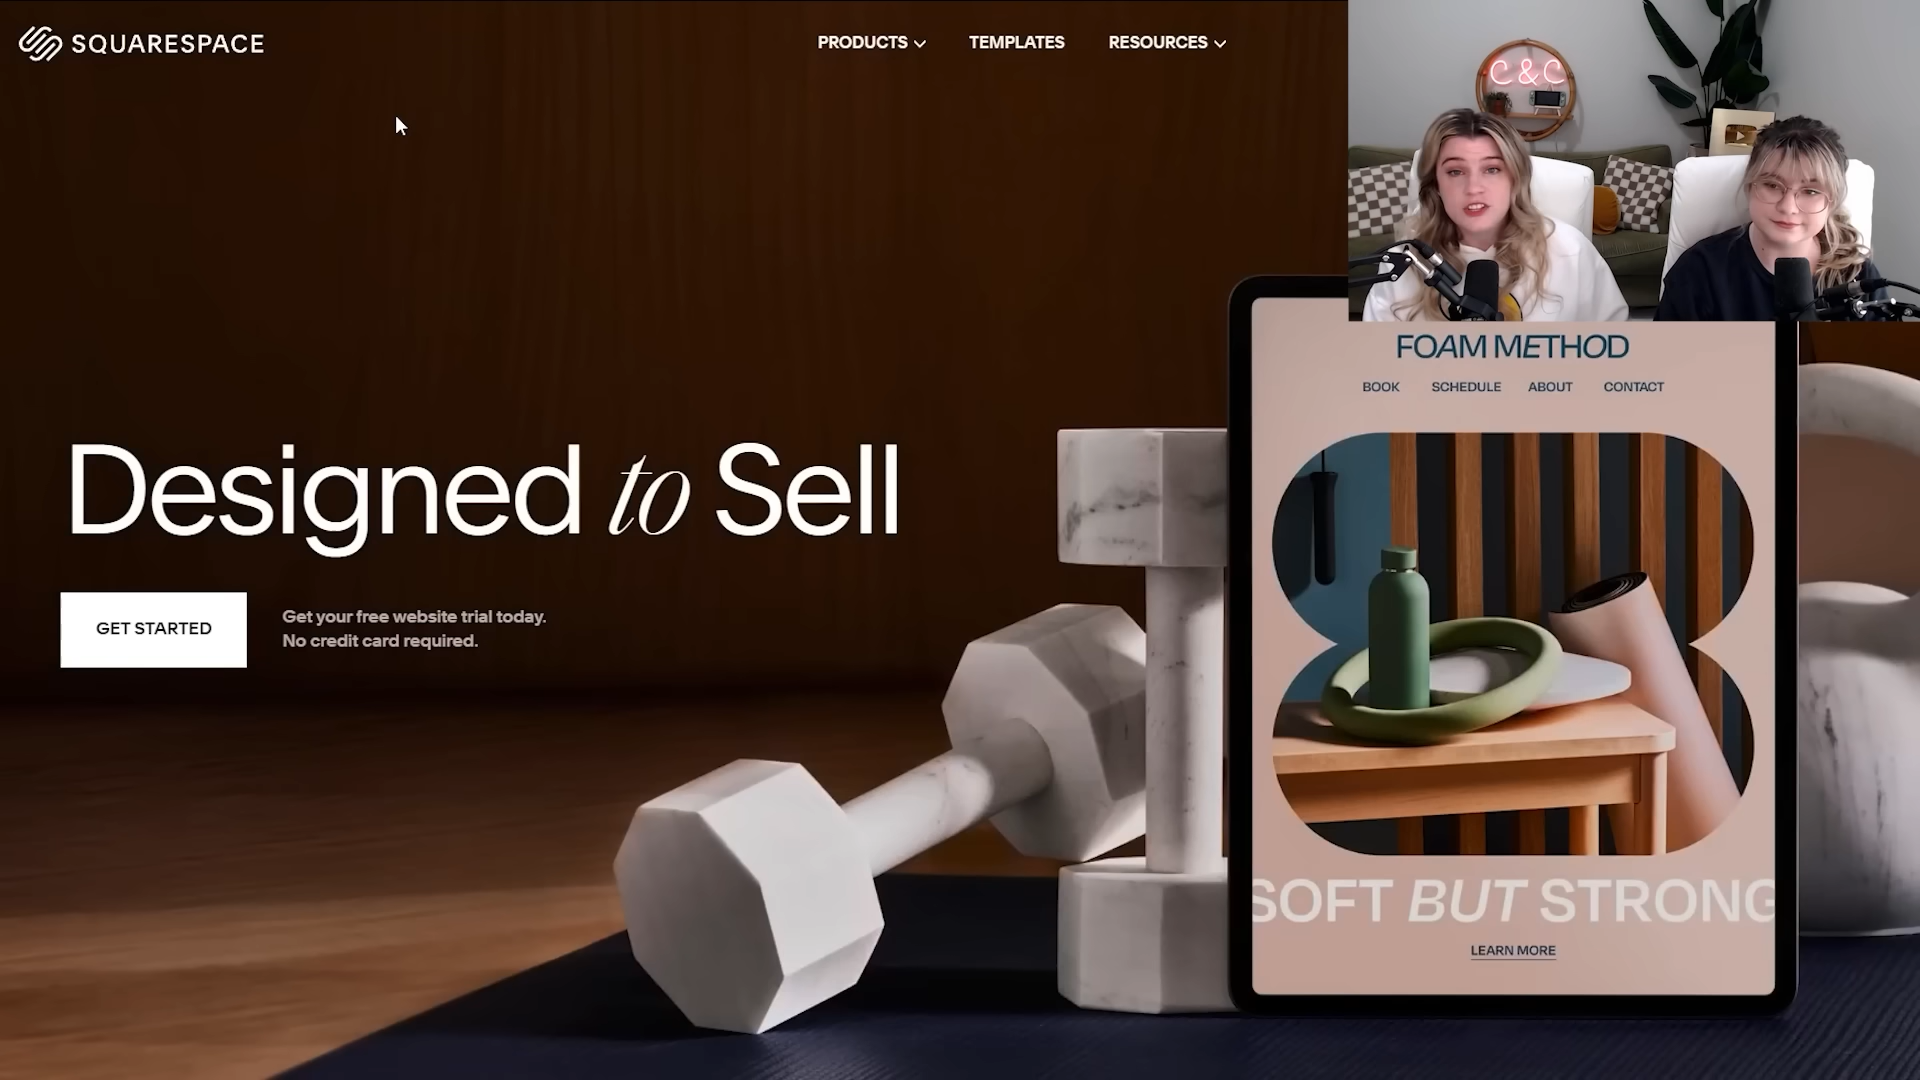 SQUARESPACE
PRODUCTS
TEMPLATES
RESOURCES
C & C
FOAM METHOD
BOOK
SCHEDULE
ABOUT
CONTACT
Designed to Sell
GET STARTED
Get your free website trial today.
No credit card required.
SOFT BUT STRONG
LEARN MORE